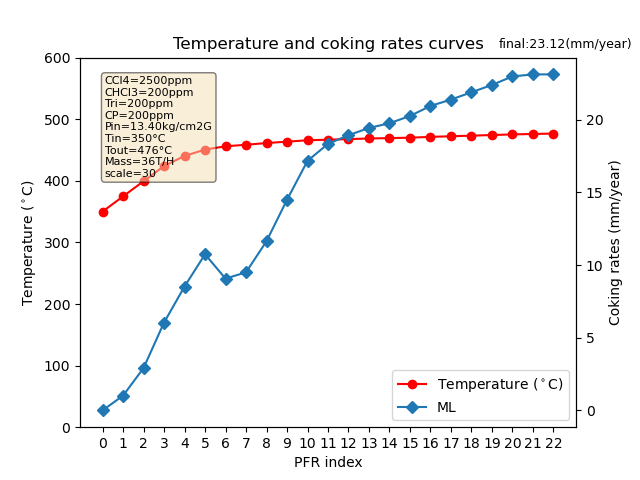 Temperature and coking rates curves final:23.12(mm/year)
CCl4=2500ppm
CHCl3=200ppm
Tri=200ppm
CP=200ppm
Pin=13.40kg/cm2G
Tin=350°C
Tout=476°C
Mass=36T/H
scale=30
600
500
400
300
200
100
0
Temperature (°C)
20
15
10
5
0
Coking rates (mm/year)
Temperature (°C)
ML
0 1 2 3 4 5 6 7 8 9 10 11 12 13 14 15 16 17 18 19 20 21 22
PFR index